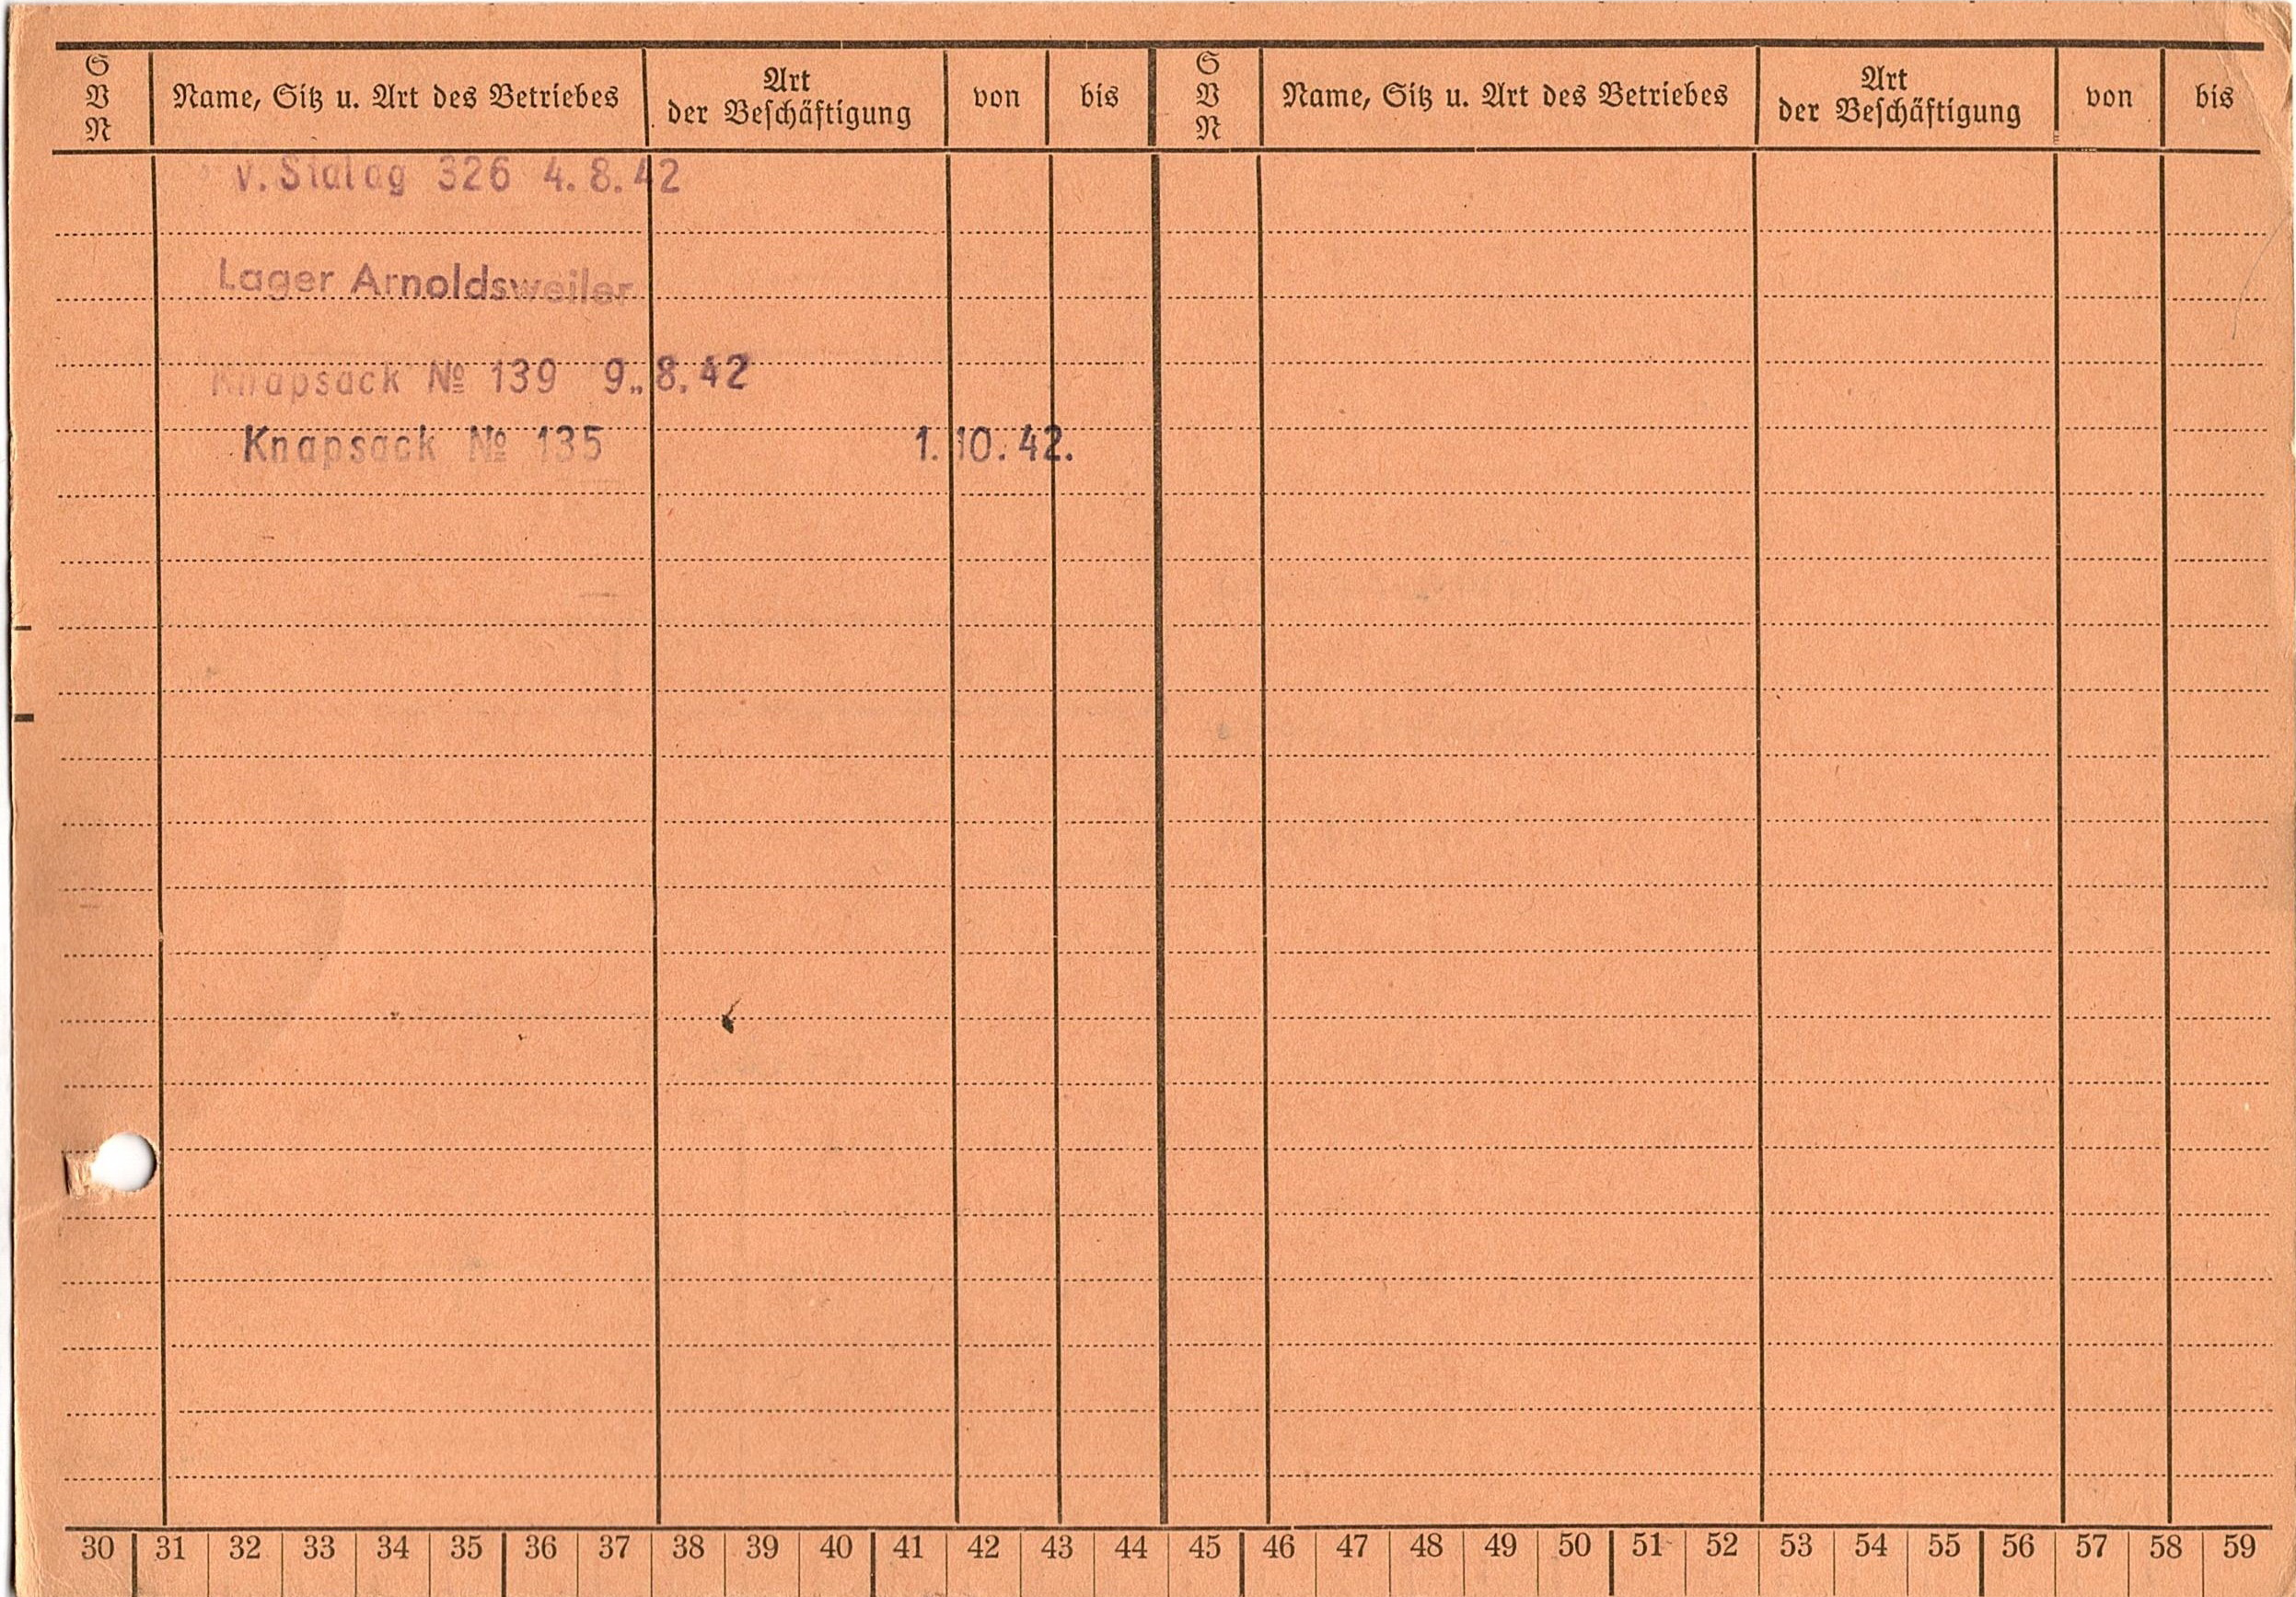 S V N Name, Sitz u. Art des Betriebes Art der Beschäftigung von bis S V N Name, Sitz u. Art des Betriebes Art der Beschäftigung von bis
v. Stalag 326 4.8.42
Lager Arnoldsweiler
Knapsack № 139 9.8.42
Knapsack № 135 1.10.42.
30 31 32 33 34 35 36 37 38 39 40 41 42 43 44 45 46 47 48 49 50 51 52 53 54 55 56 57 58 59